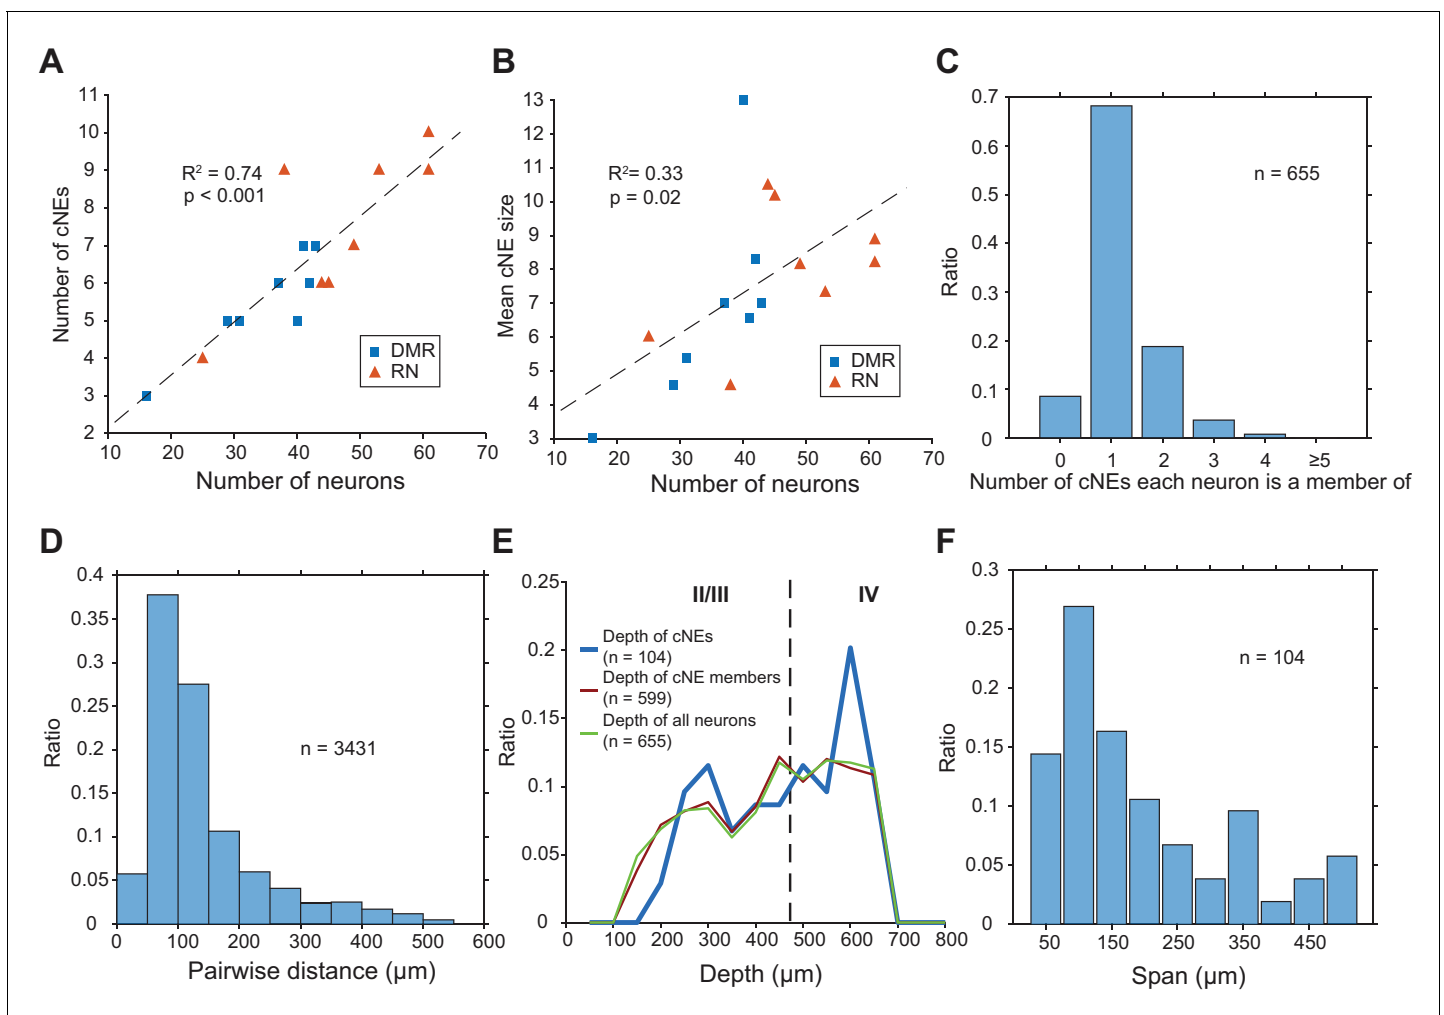 A
11
10
9
8
7
6
5
4
3
2
Number of cNEs
R² = 0.74
p < 0.001
DMR
RN
10 20 30 40 50 60 70
Number of neurons
B
13
12
11
10
9
8
7
6
5
4
3
Mean cNE size
R²= 0.33
p = 0.02
DMR
RN
10 20 30 40 50 60 70
Number of neurons
C
0.7
0.6
0.5
0.4
0.3
0.2
0.1
0
Ratio
n = 655
0 1 2 3 4 ≥5
Number of cNEs each neuron is a member of
D
0.4
0.35
0.3
0.25
0.2
0.15
0.1
0.05
0
Ratio
n = 3431
0 100 200 300 400 500 600
Pairwise distance (µm)
E
0.25
0.2
0.15
0.1
0.05
0
Ratio
II/III
IV
Depth of cNEs
(n = 104)
Depth of cNE members
(n = 599)
Depth of all neurons
(n = 655)
0 100 200 300 400 500 600 700 800
Depth (µm)
F
0.3
0.25
0.2
0.15
0.1
0.05
0
Ratio
n = 104
50 150 250 350 450
Span (µm)